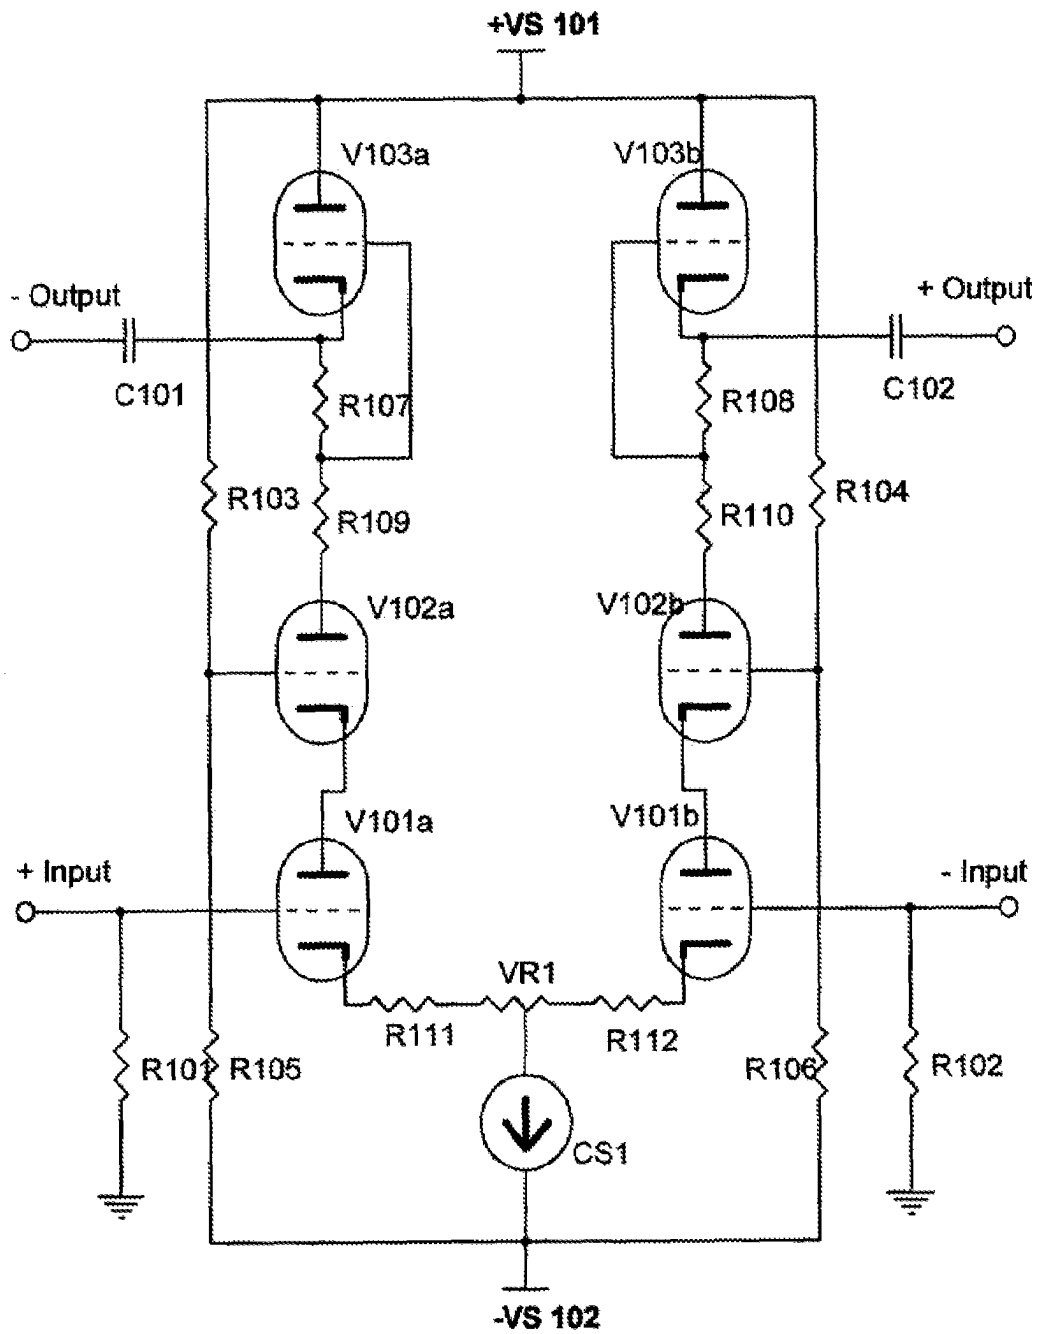 +VS 101
V103a
V103b
- Output
+ Output
C101
R107
R108
C102
R103
R109
R110
R104
V102a
V102b
V101a
V101b
+ Input
- Input
VR1
R111
R112
R101
R105
R106
R102
CS1
-VS 102